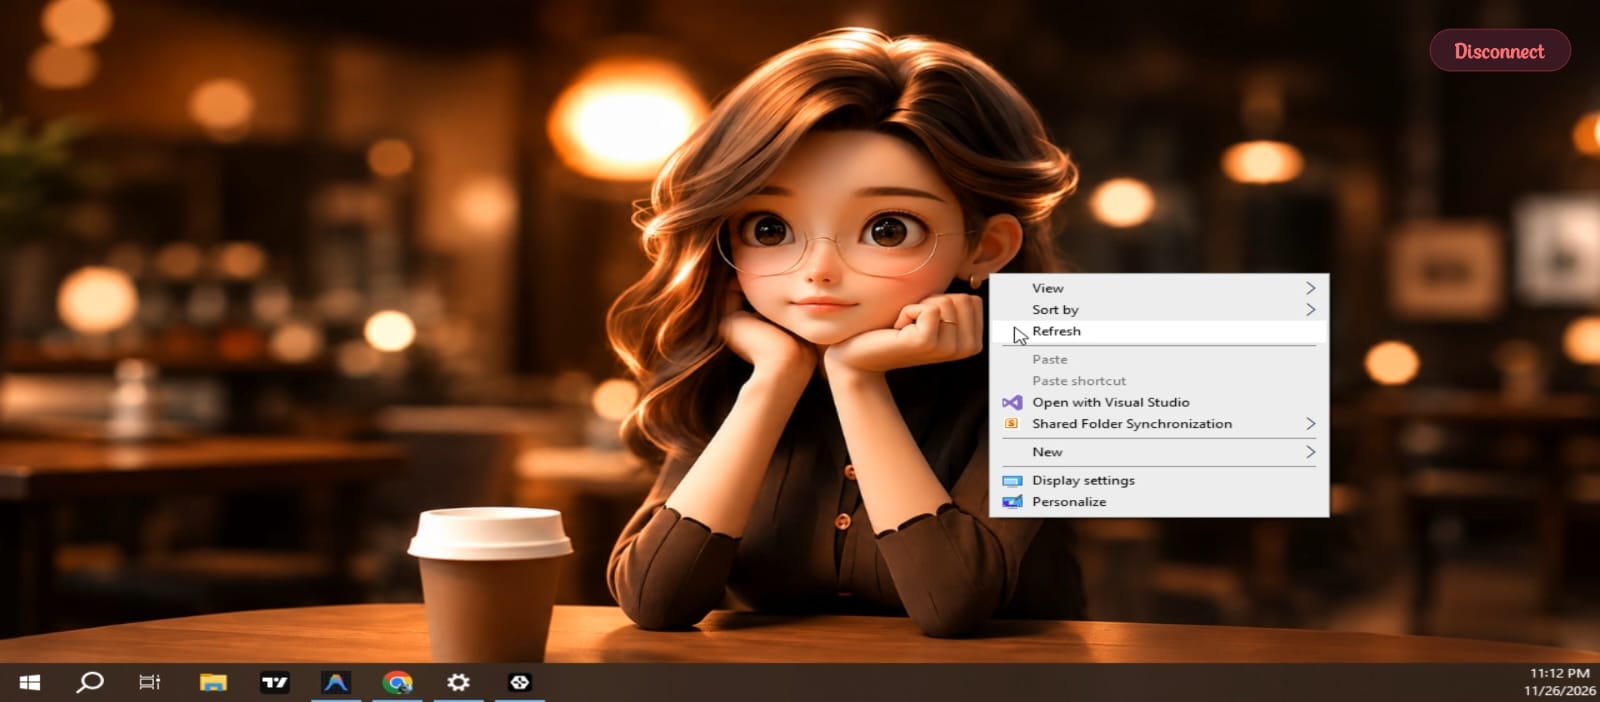 Disconnect
View
Sort by
Refresh
Paste
Paste shortcut
Open with Visual Studio
Shared Folder Synchronization
New
Display settings
Personalize
11:12 PM
11/26/2026